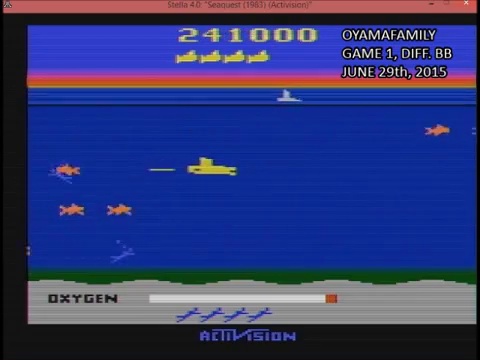 Stella 4.0: "Seaquest (1983) (Activision)"
241000
OYAMAFAMILY
GAME 1, DIFF. BB
JUNE 29th, 2015
OXYGEN
ACTIVISION